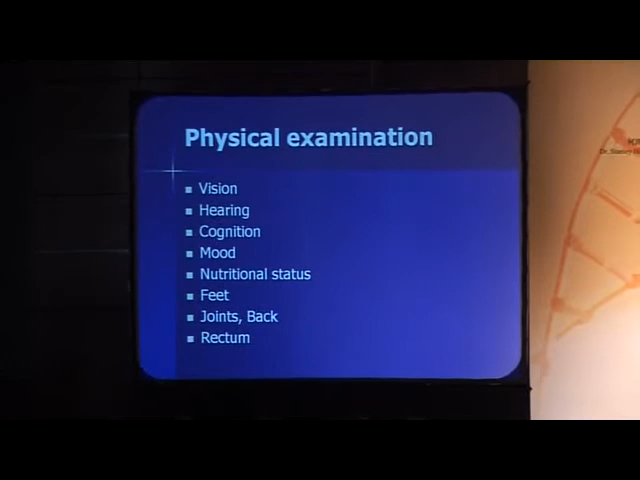 Physical examination
Vision
Hearing
Cognition
Mood
Nutritional status
Feet
Joints, Back
Rectum